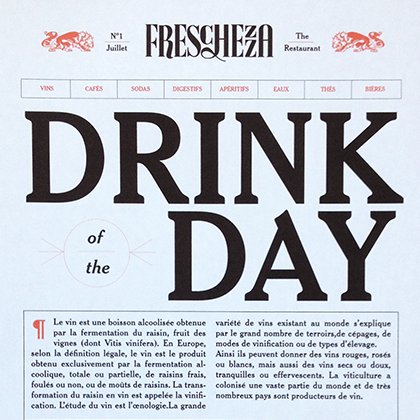 N°1
Juillet
FRESCHEZZA
The
Restaurant
VINS CAFÉS SODAS DIGESTIFS APÉRITIFS EAUX THÉS BIÈRES
DRINK
of the DAY
¶ Le vin est une boisson alcoolisée obtenue
par la fermentation du raisin, fruit des
vignes (dont Vitis vinifera). En Europe,
selon la définition légale, le vin est le produit
obtenu exclusivement par la fermentation al-
coolique, totale ou partielle, de raisins frais,
foulés ou non, ou de moûts de raisins. La trans-
formation du raisin en vin est appelée la vinifi-
cation. L'étude du vin est l'œnologie.La grande
variété de vins existant au monde s'explique
par le grand nombre de terroirs,de cépages, de
modes de vinification ou de types d'élevage.
Ainsi ils peuvent donner des vins rouges, rosés
ou blancs, mais aussi des vins secs ou doux,
tranquilles ou effervescents. La viticulture a
colonisé une vaste partie du monde et de très
nombreux pays sont producteurs de vin.